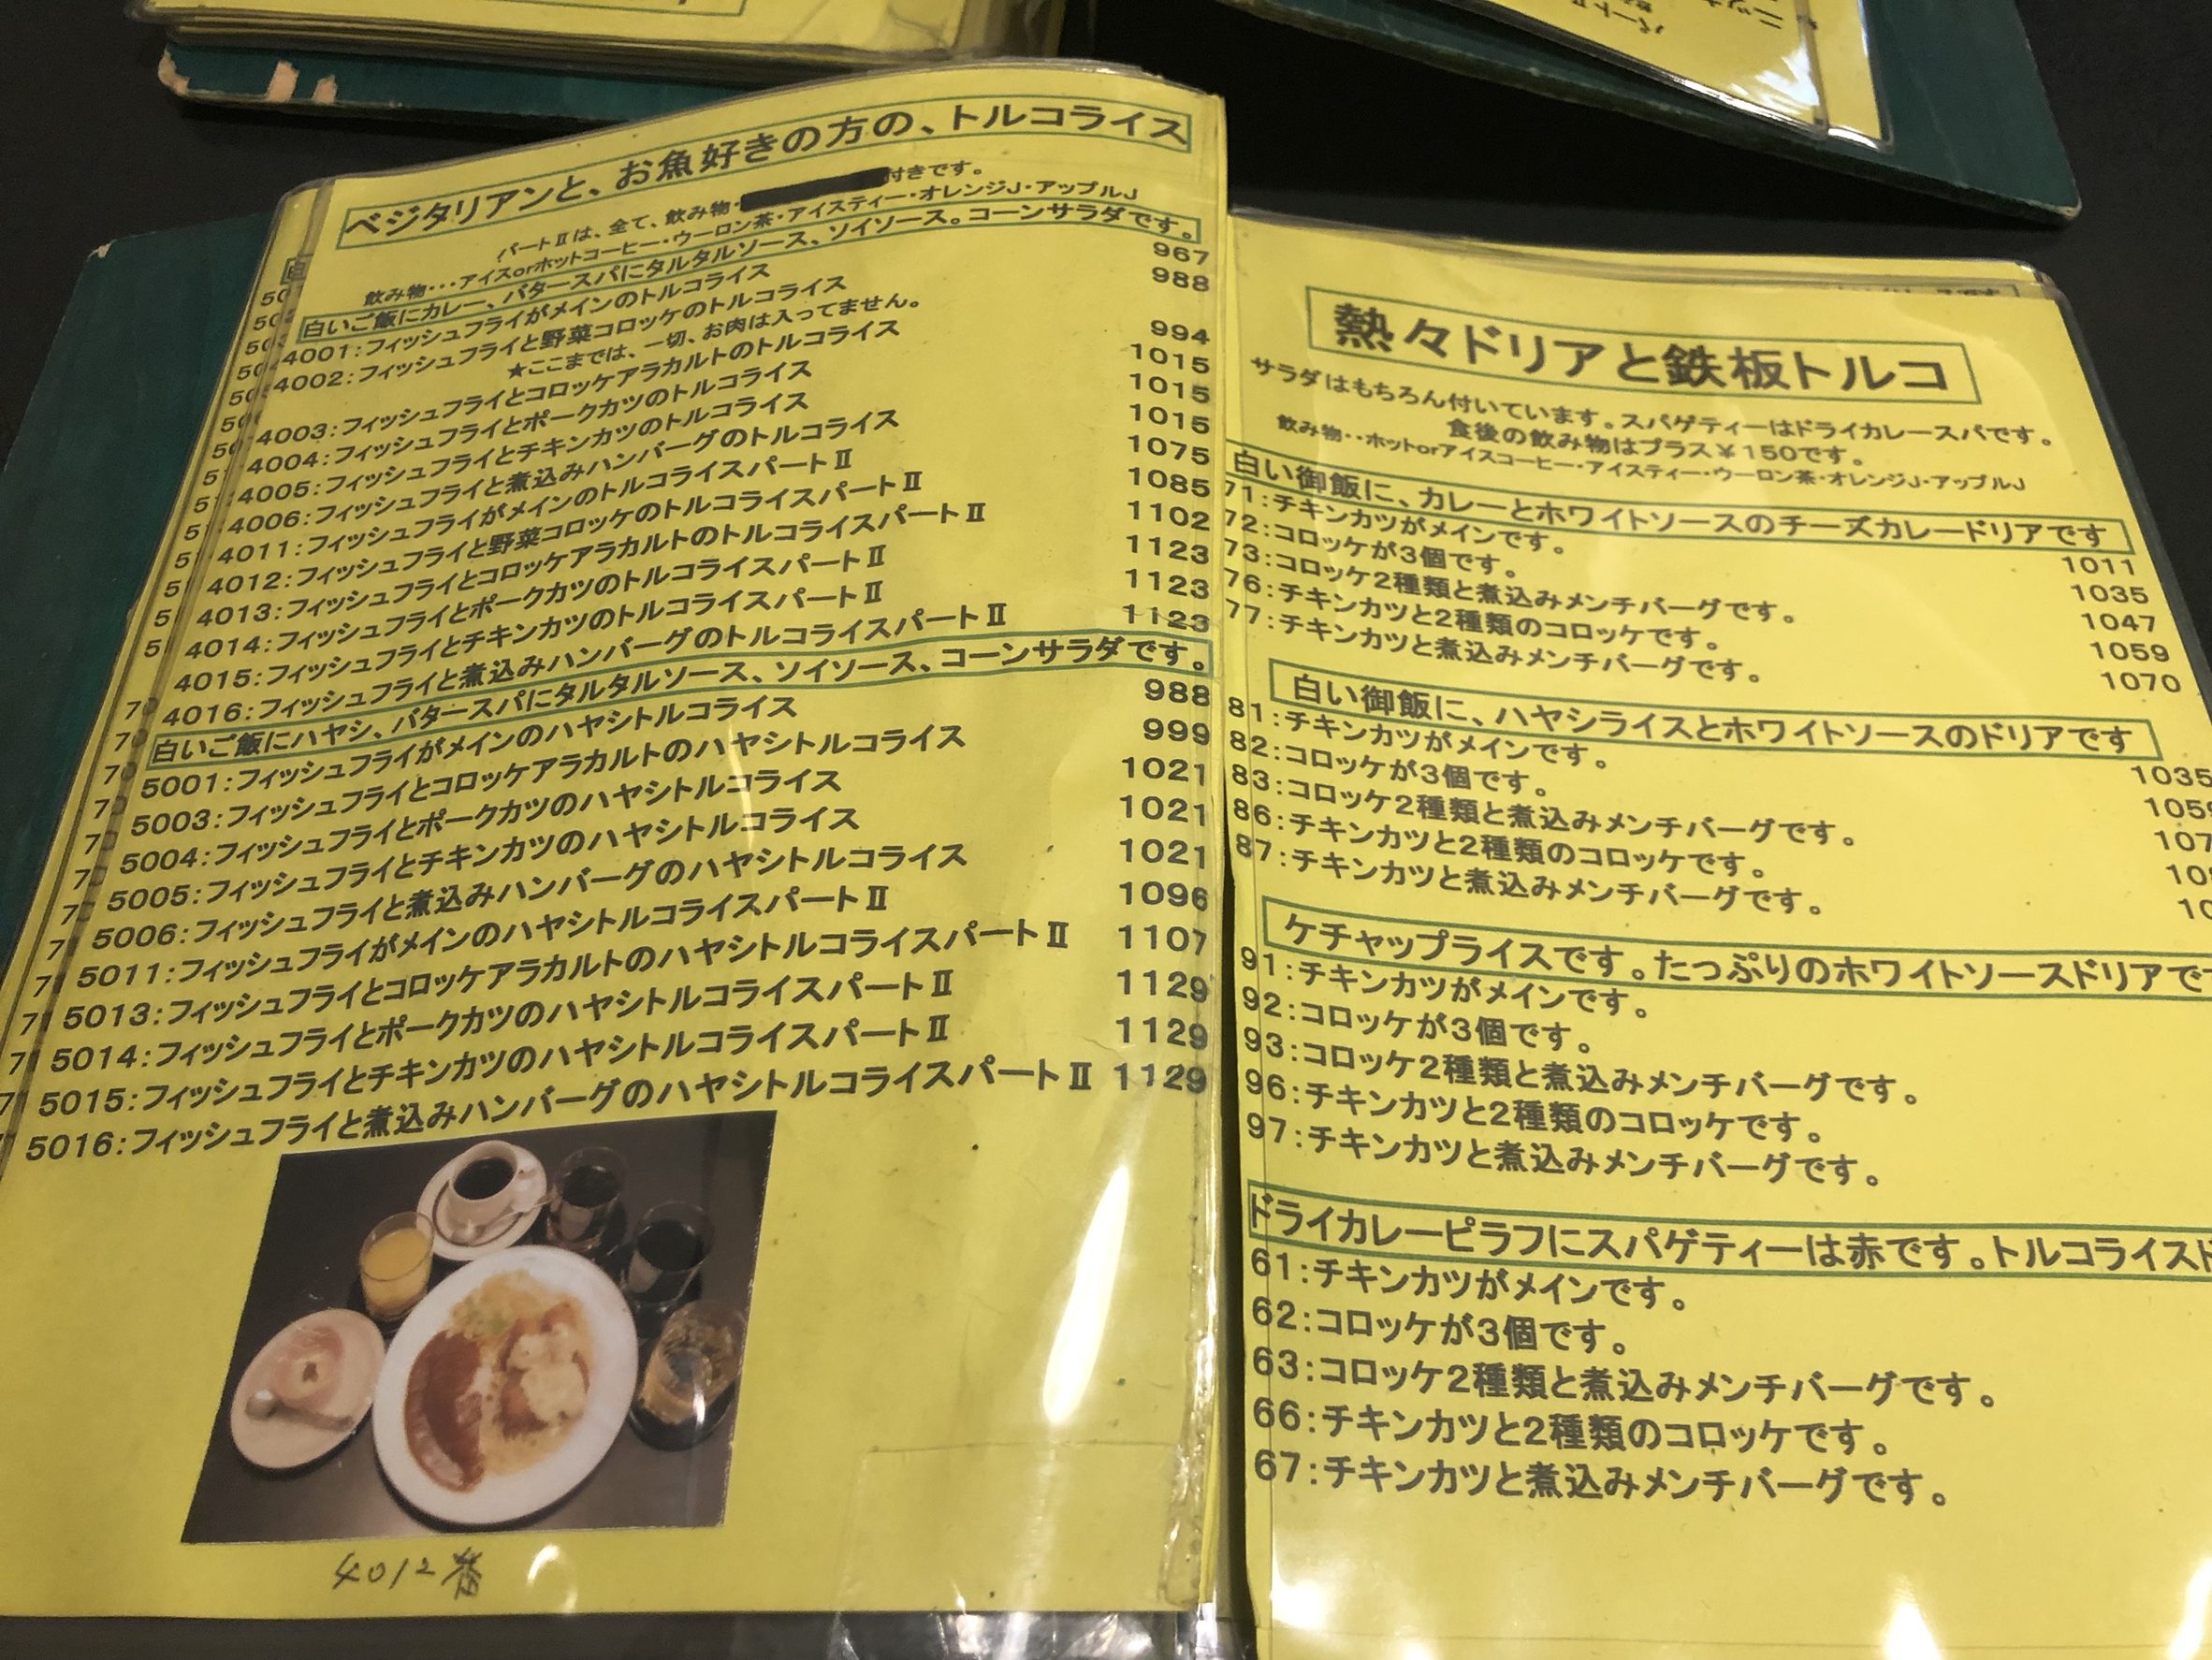 ベジタリアンと、お魚好きの方の、トルコライス
パートⅡは、全て、飲み物・付きです。
飲み物・・・アイスorホットコーヒー・ウーロン茶・アイスティー・オレンジJ・アップルJ
白いご飯にカレー、バタースパにタルタルソース、ソイソース。コーンサラダです。
4001:フィッシュフライがメインのトルコライス 967
4002:フィッシュフライと野菜コロッケのトルコライス 988
★ここまでは、一切、お肉は入ってません。
4003:フィッシュフライとコロッケアラカルトのトルコライス 994
4004:フィッシュフライとポークカツのトルコライス 1015
4005:フィッシュフライとチキンカツのトルコライス 1015
4006:フィッシュフライと煮込みハンバーグのトルコライス 1015
4011:フィッシュフライがメインのトルコライスパートⅡ 1075
4012:フィッシュフライと野菜コロッケのトルコライスパートⅡ 1085
4013:フィッシュフライとコロッケアラカルトのトルコライスパートⅡ 1102
4014:フィッシュフライとポークカツのトルコライスパートⅡ 1123
4015:フィッシュフライとチキンカツのトルコライスパートⅡ 1123
4016:フィッシュフライと煮込みハンバーグのトルコライスパートⅡ 1123
白いご飯にハヤシ、バタースパにタルタルソース、ソイソース、コーンサラダです。
5001:フィッシュフライがメインのハヤシトルコライス 988
5003:フィッシュフライとコロッケアラカルトのハヤシトルコライス 999
5004:フィッシュフライとポークカツのハヤシトルコライス 1021
5005:フィッシュフライとチキンカツのハヤシトルコライス 1021
5006:フィッシュフライと煮込みハンバーグのハヤシトルコライス 1021
5011:フィッシュフライがメインのハヤシトルコライスパートⅡ 1096
5013:フィッシュフライとコロッケアラカルトのハヤシトルコライスパートⅡ 1107
5014:フィッシュフライとポークカツのハヤシトルコライスパートⅡ 1129
5015:フィッシュフライとチキンカツのハヤシトルコライスパートⅡ 1129
5016:フィッシュフライと煮込みハンバーグのハヤシトルコライスパートⅡ 1129
4012番
熱々ドリアと鉄板トルコ
サラダはもちろん付いています。スパゲティーはドライカレースパです。
食後の飲み物はプラス¥150です。
飲み物・・ホットorアイスコーヒー・アイスティー・ウーロン茶・オレンジJ・アップルJ
白い御飯に、カレーとホワイトソースのチーズカレードリアです
71:チキンカツがメインです。 1011
72:コロッケが3個です。 1035
73:コロッケ2種類と煮込みメンチバーグです。 1047
76:チキンカツと2種類のコロッケです。 1059
77:チキンカツと煮込みメンチバーグです。 1070
白い御飯に、ハヤシライスとホワイトソースのドリアです
81:チキンカツがメインです。 1035
82:コロッケが3個です。
83:コロッケ2種類と煮込みメンチバーグです。
86:チキンカツと2種類のコロッケです。
87:チキンカツと煮込みメンチバーグです。
ケチャップライスです。たっぷりのホワイトソースドリアで
91:チキンカツがメインです。
92:コロッケが3個です。
93:コロッケ2種類と煮込みメンチバーグです。
96:チキンカツと2種類のコロッケです。
97:チキンカツと煮込みメンチバーグです。
ドライカレーピラフにスパゲティーは赤です。トルコライス
61:チキンカツがメインです。
62:コロッケが3個です。
63:コロッケ2種類と煮込みメンチバーグです。
66:チキンカツと2種類のコロッケです。
67:チキンカツと煮込みメンチバーグです。